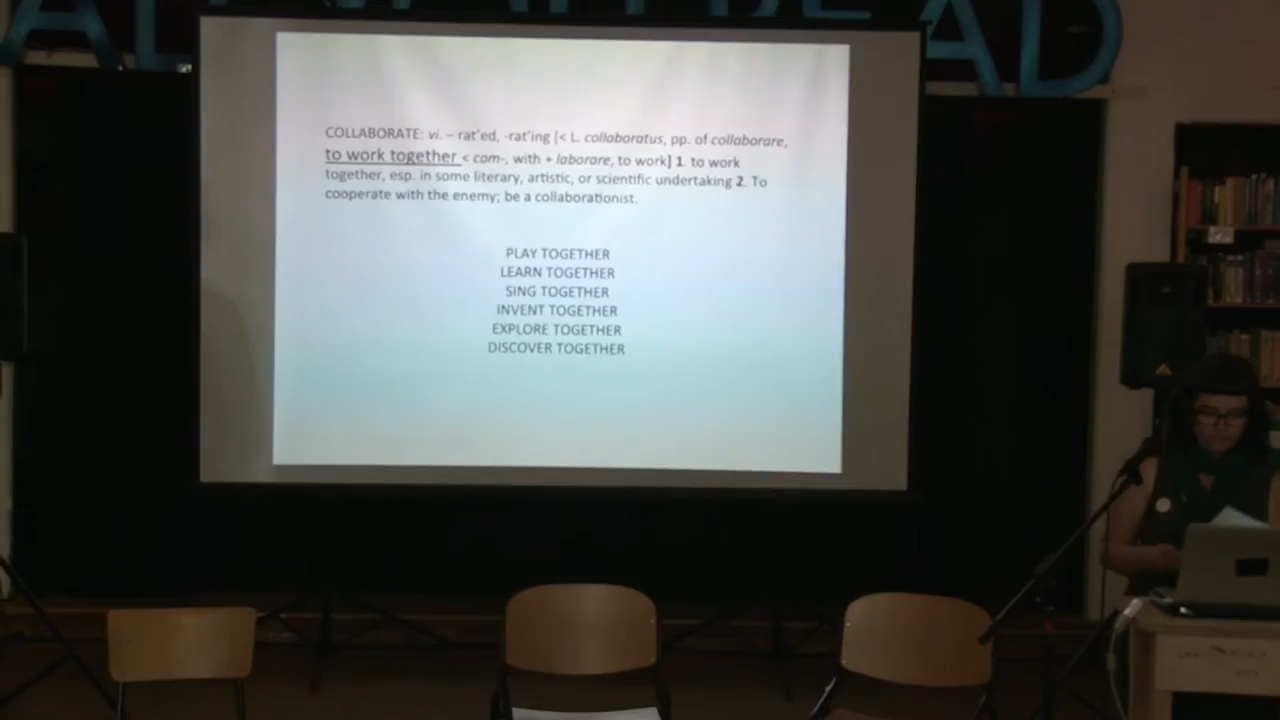 COLLABORATE: vi. – rat'ed, -rat'ing [< L. collaboratus, pp. of collaborare,
to work together < com-, with + laborare, to work] 1. to work
together, esp. in some literary, artistic, or scientific undertaking 2. To
cooperate with the enemy; be a collaborationist.
PLAY TOGETHER
LEARN TOGETHER
SING TOGETHER
INVENT TOGETHER
EXPLORE TOGETHER
DISCOVER TOGETHER